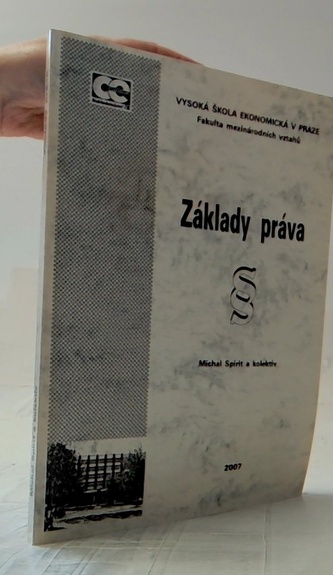 VYSOKÁ ŠKOLA EKONOMICKÁ V PRAZE
Fakulta mezinárodních vztahů
Základy práva
§
Michal Spirit a kolektiv
2007